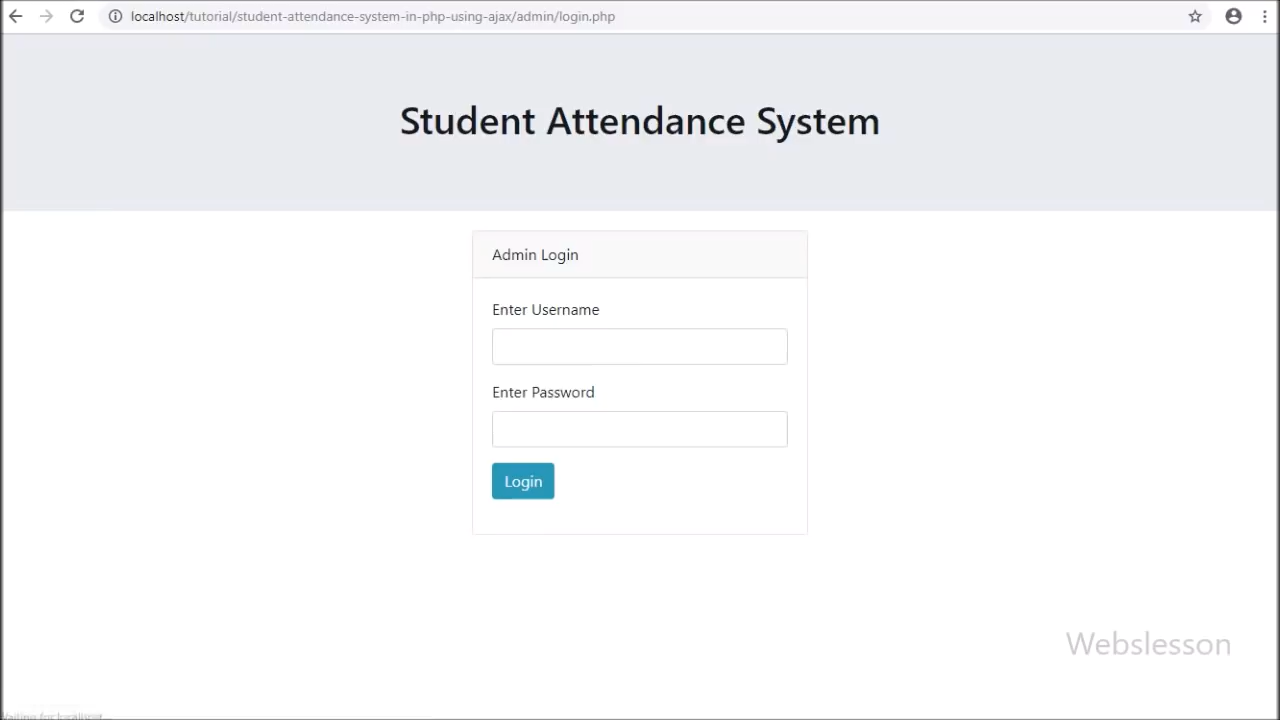 localhost/tutorial/student-attendance-system-in-php-using-ajax/admin/login.php
Student Attendance System
Admin Login
Enter Username
Enter Password
Login
Webslesson